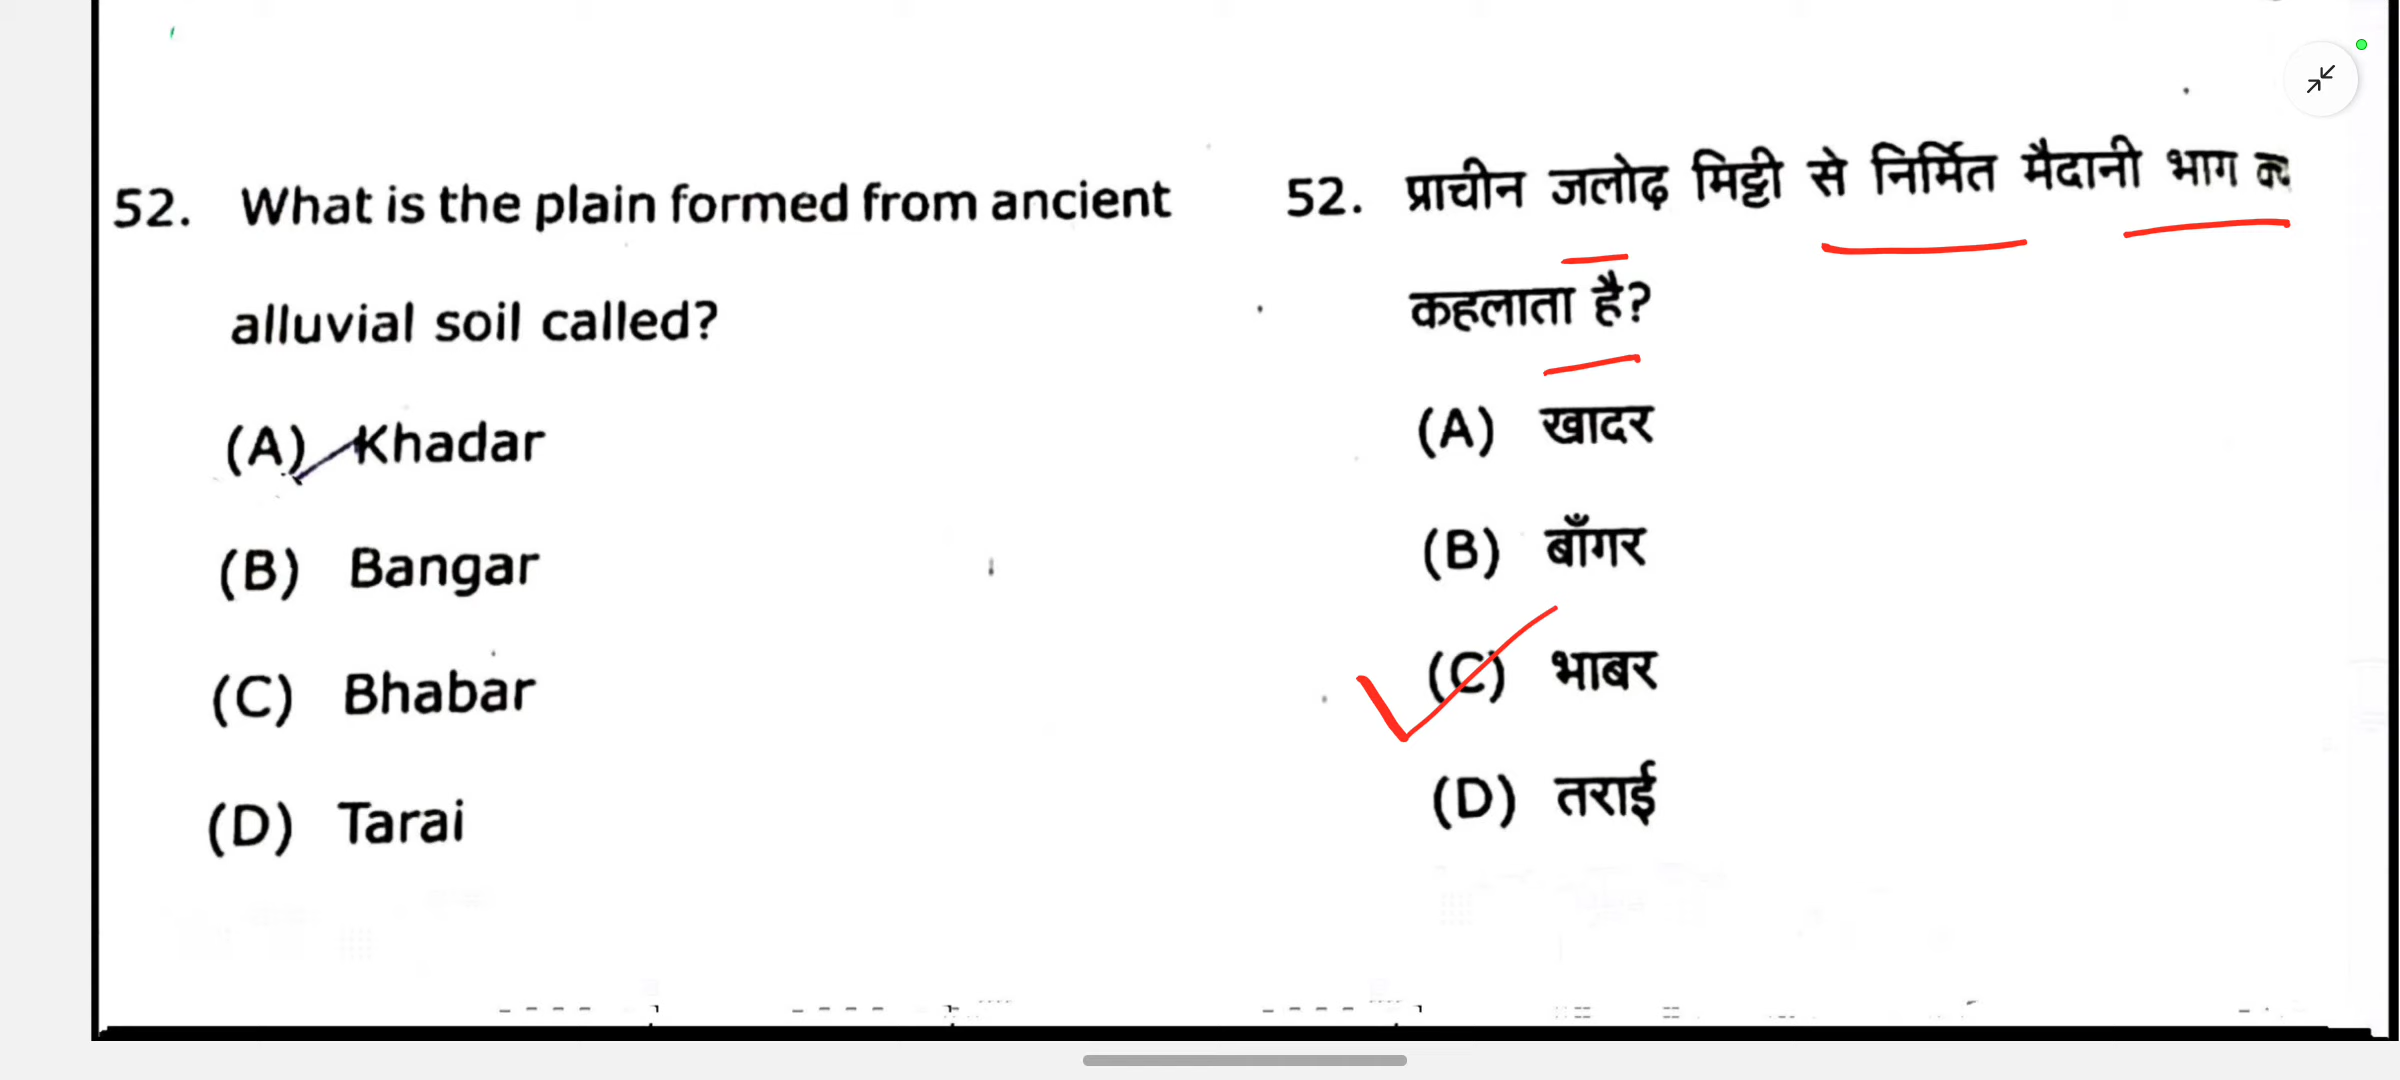 52. What is the plain formed from ancient
alluvial soil called?
(A) Khadar
(B) Bangar
(C) Bhabar
(D) Tarai
52. प्राचीन जलोढ़ मिट्टी से निर्मित मैदानी भाग
कहलाता है?
(A) खादर
(B) बाँगर
(C) भाबर
(D) तराई